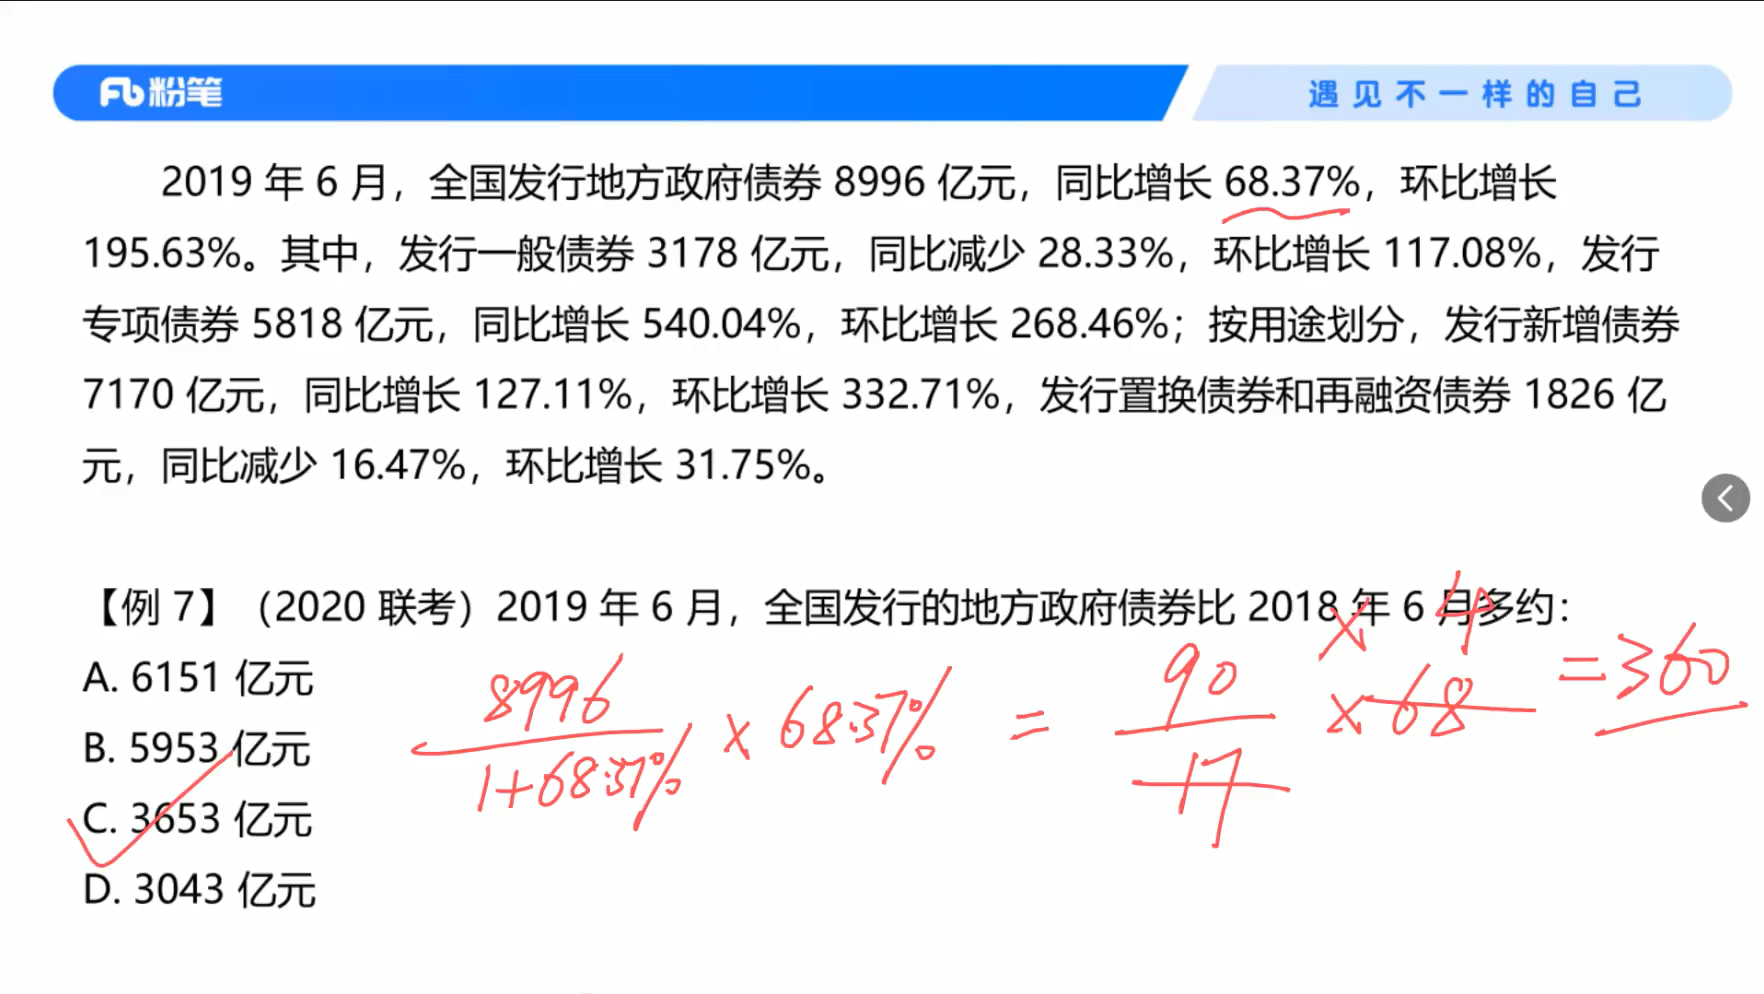 粉笔
遇见不一样的自己
2019 年 6 月，全国发行地方政府债券 8996 亿元，同比增长 68.37%，环比增长
195.63%。其中，发行一般债券 3178 亿元，同比减少 28.33%，环比增长 117.08%，发行
专项债券 5818 亿元，同比增长 540.04%，环比增长 268.46%；按用途划分，发行新增债券
7170 亿元，同比增长 127.11%，环比增长 332.71%，发行置换债券和再融资债券 1826 亿
元，同比减少 16.47%，环比增长 31.75%。
【例 7】（2020 联考）2019 年 6 月，全国发行的地方政府债券比 2018 年 6 月多约：
A. 6151 亿元
B. 5953 亿元
C. 3653 亿元
D. 3043 亿元
× 4
8996 × 68.37% = 90 × 68 = 360
1+68.37% 17